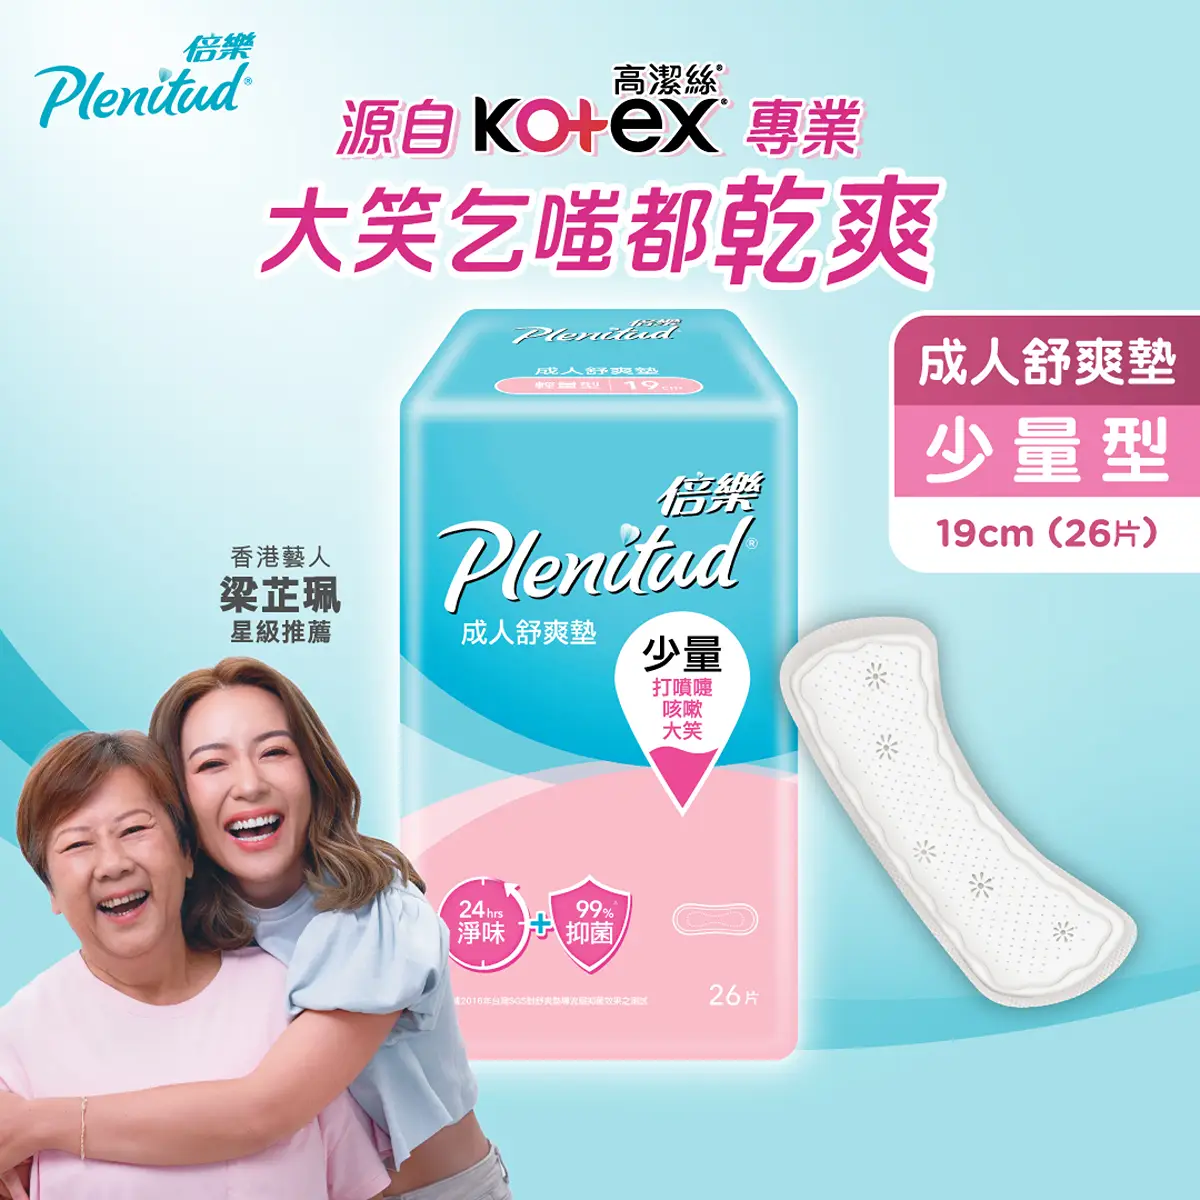 倍樂
Plenitud®
高潔絲®
源自 Kotex® 專業
大笑乞嗤都乾爽
倍樂
Plenitud
成人舒爽墊
輕量型 19cm
成人舒爽墊
少量型
19cm（26片）
倍樂
Plenitud®
成人舒爽墊
少量
打噴嚏
咳嗽
大笑
香港藝人
梁芷珮
星級推薦
24hrs
淨味
+
99%
抑菌
26片